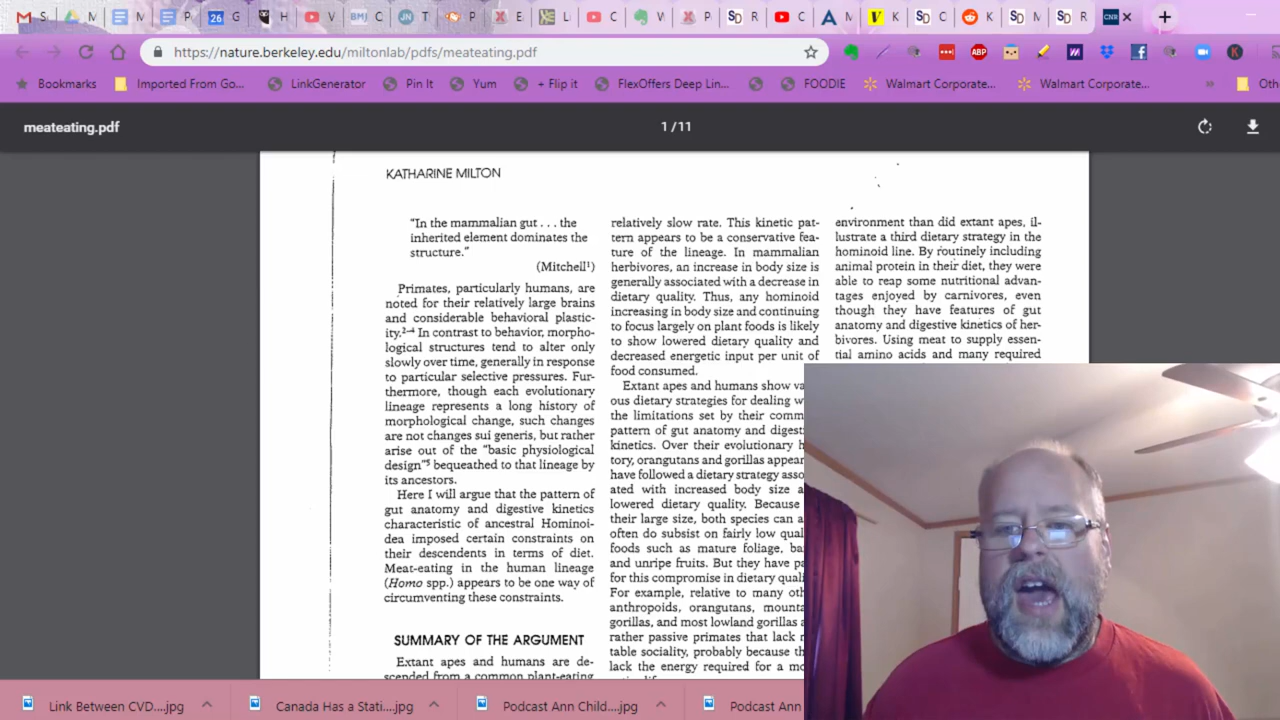 M
S
M
P
26
G
H
V
C
T
P
E
L
C
V
P
R
C
M
V
K
C
K
M
R
https://nature.berkeley.edu/miltonlab/pdfs/meateating.pdf
Bookmarks
Imported From Go...
LinkGenerator
Pin It
Yum
+ Flip it
FlexOffers Deep Lin...
FOODIE
Walmart Corporate...
Walmart Corporate...
»
Oth
meateating.pdf
1 / 11
KATHARINE MILTON
"In the mammalian gut . . . the
inherited element dominates the
structure."
(Mitchell¹)
Primates, particularly humans, are
noted for their relatively large brains
and considerable behavioral plastic-
ity.²⁻⁴ In contrast to behavior, morpho-
logical structures tend to alter only
slowly over time, generally in response
to particular selective pressures. Fur-
thermore, though each evolutionary
lineage represents a long history of
morphological change, such changes
are not changes sui generis, but rather
arise out of the "basic physiological
design"⁵ bequeathed to that lineage by
its ancestors.
Here I will argue that the pattern of
gut anatomy and digestive kinetics
characteristic of ancestral Hominoi-
dea imposed certain constraints on
their descendents in terms of diet.
Meat-eating in the human lineage
(Homo spp.) appears to be one way of
circumventing these constraints.
SUMMARY OF THE ARGUMENT
Extant apes and humans are de-
scended from a common plant-eating
relatively slow rate. This kinetic pat-
tern appears to be a conservative fea-
ture of the lineage. In mammalian
herbivores, an increase in body size is
generally associated with a decrease in
dietary quality. Thus, any hominoid
increasing in body size and continuing
to focus largely on plant foods is likely
to show lowered dietary quality and
decreased energetic input per unit of
food consumed.
Extant apes and humans show va
ous dietary strategies for dealing w
the limitations set by their comm
pattern of gut anatomy and digest
kinetics. Over their evolutionary h
tory, orangutans and gorillas appear
have followed a dietary strategy asso
ated with increased body size a
lowered dietary quality. Because
their large size, both species can a
often do subsist on fairly low qual
foods such as mature foliage, ba
and unripe fruits. But they have pa
for this compromise in dietary quali
For example, relative to many oth
anthropoids, orangutans, mounta
gorillas, and most lowland gorillas a
rather passive primates that lack n
table sociality, probably because th
lack the energy required for a mo
environment than did extant apes, il-
lustrate a third dietary strategy in the
hominoid line. By routinely including
animal protein in their diet, they were
able to reap some nutritional advan-
tages enjoyed by carnivores, even
though they have features of gut
anatomy and digestive kinetics of her-
bivores. Using meat to supply essen-
tial amino acids and many required
Link Between CVD....jpg
Canada Has a Stati....jpg
Podcast Ann Child....jpg
Podcast Ann